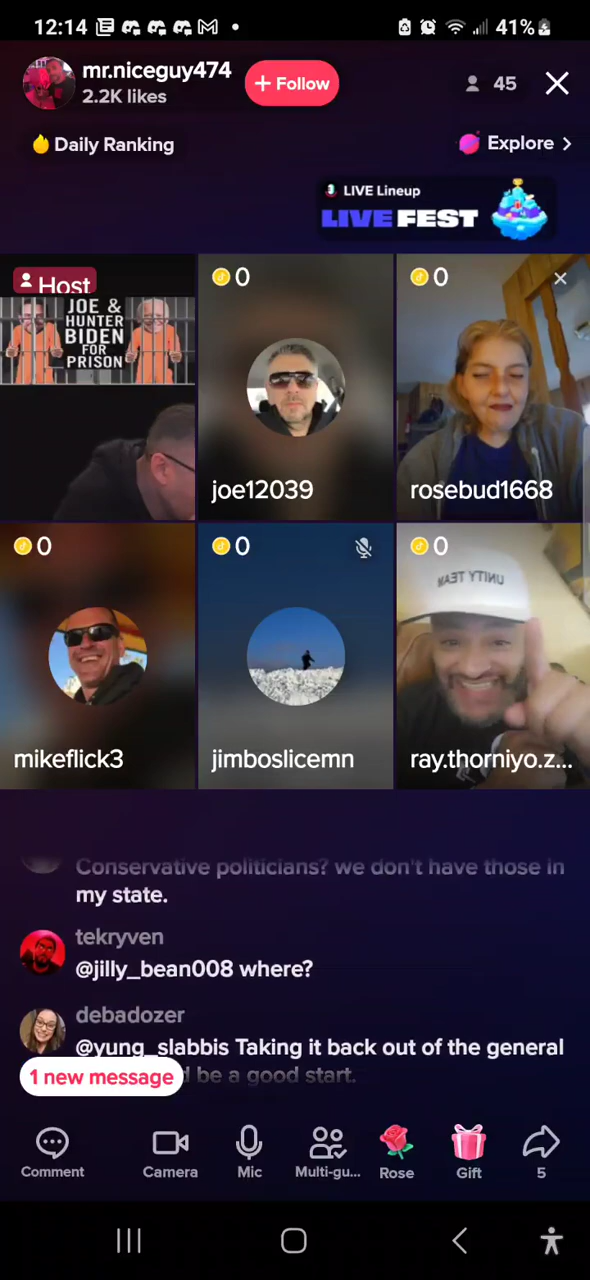 12:14
41%
mr.niceguy474
2.2K likes
+ Follow
45
Daily Ranking
Explore >
LIVE Lineup
LIVE FEST
Host
JOE &
HUNTER
BIDEN
FOR
PRISON
0
joe12039
0
rosebud1668
0
mikeflick3
0
jimboslicemn
0
UNITY TEAM
ray.thorniyo.z...
Conservative politicians? we don't have those in
my state.
tekryven
@jilly_bean008 where?
debadozer
@yung_slabbis Taking it back out of the general
be a good start.
1 new message
Comment
Camera
Mic
Multi-gu...
Rose
Gift
5